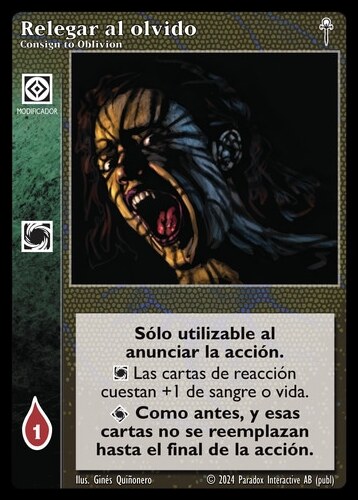 Relegar al olvido
Consign to Oblivion
MODIFICADOR
Sólo utilizable al
anunciar la acción.
Las cartas de reacción
cuestan +1 de sangre o vida.
Como antes, y esas
cartas no se reemplazan
hasta el final de la acción.
1
Ilus. Ginés Quiñonero
© 2024 Paradox Interactive AB (publ)